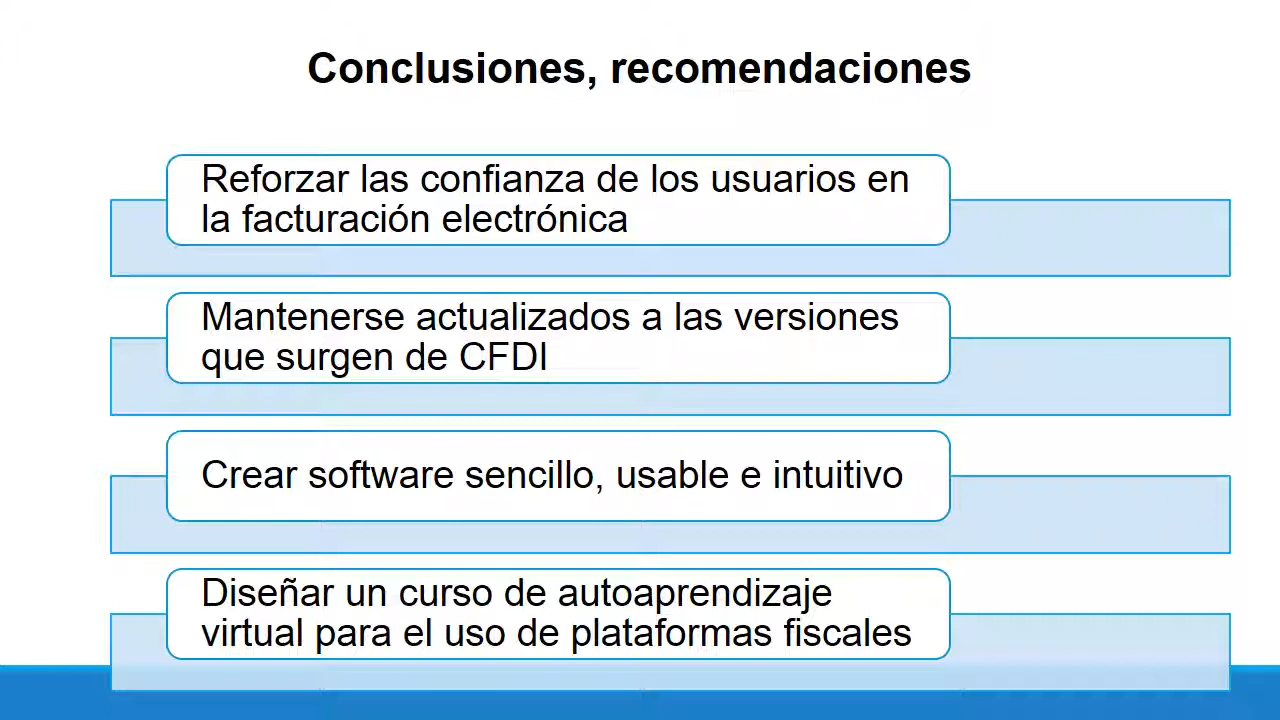 Conclusiones, recomendaciones
Reforzar las confianza de los usuarios en
la facturación electrónica
Mantenerse actualizados a las versiones
que surgen de CFDI
Crear software sencillo, usable e intuitivo
Diseñar un curso de autoaprendizaje
virtual para el uso de plataformas fiscales